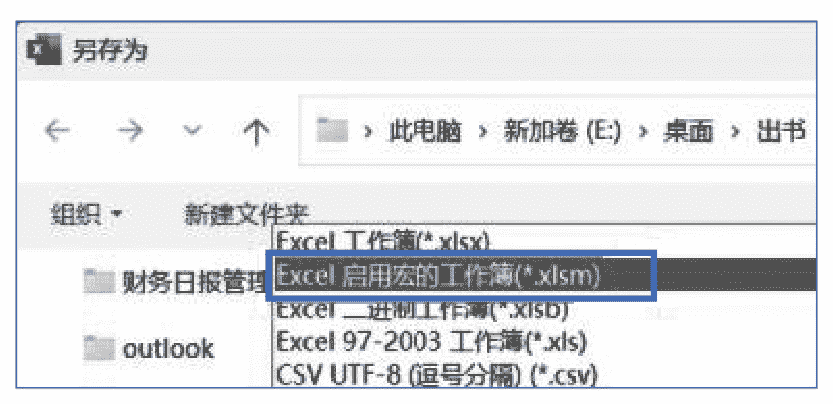 另存为
此电脑 › 新加卷 (E:) › 桌面 › 出书
组织 新建文件夹
Excel 工作簿(*.xlsx)
财务日报管理
Excel 启用宏的工作簿(*.xlsm)
Excel 二进制工作簿(*.xlsb)
outlook
Excel 97-2003 工作簿(*.xls)
CSV UTF-8 (逗号分隔) (*.csv)